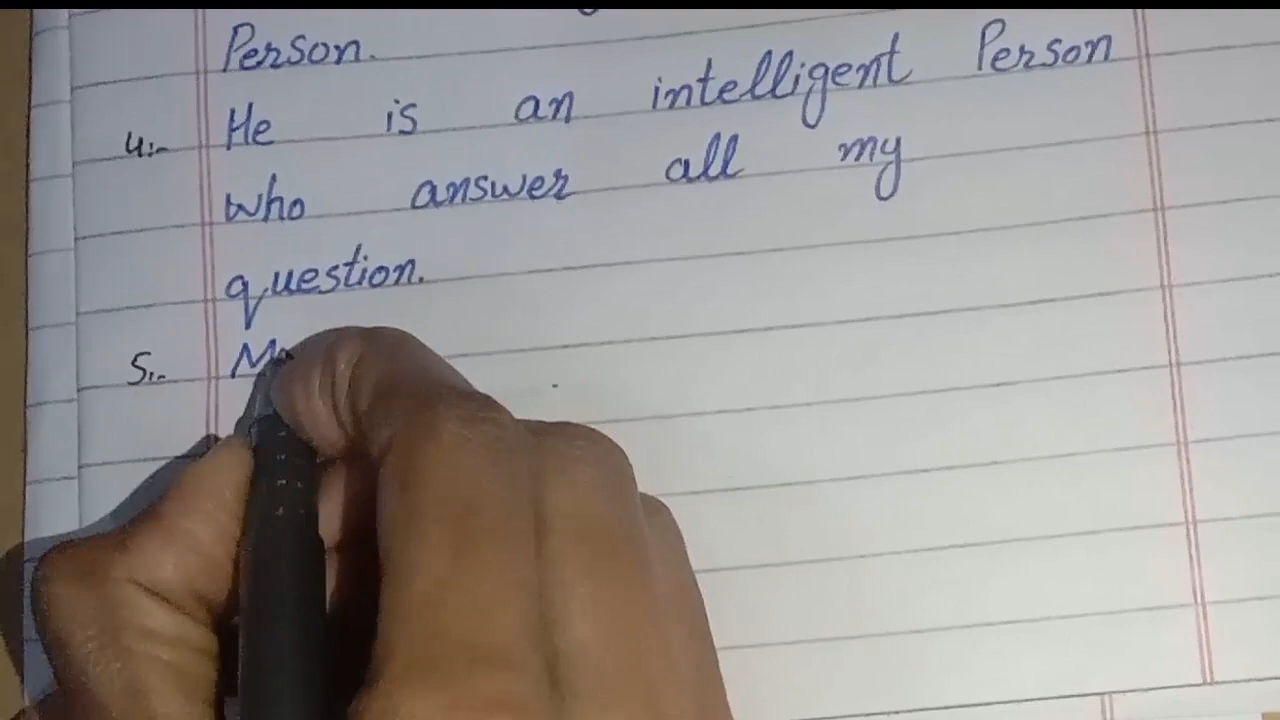 Person.
4:- He is an intelligent Person
who answer all my
question.
5:-